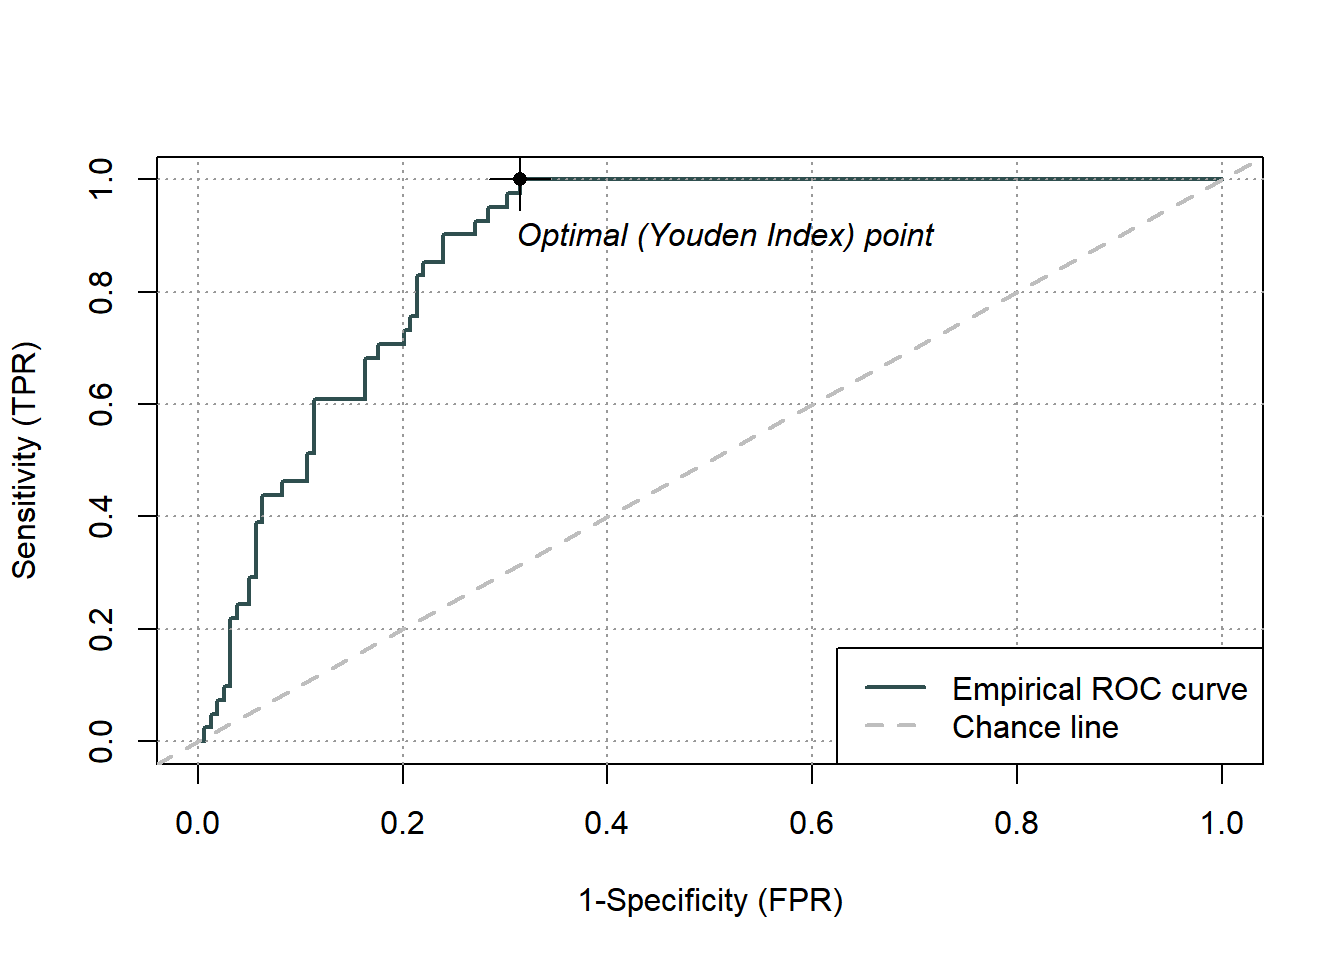 1.0
0.8
0.6
0.4
0.2
0.0
Sensitivity (TPR)
Optimal (Youden Index) point
Empirical ROC curve
Chance line
0.0 0.2 0.4 0.6 0.8 1.0
1-Specificity (FPR)